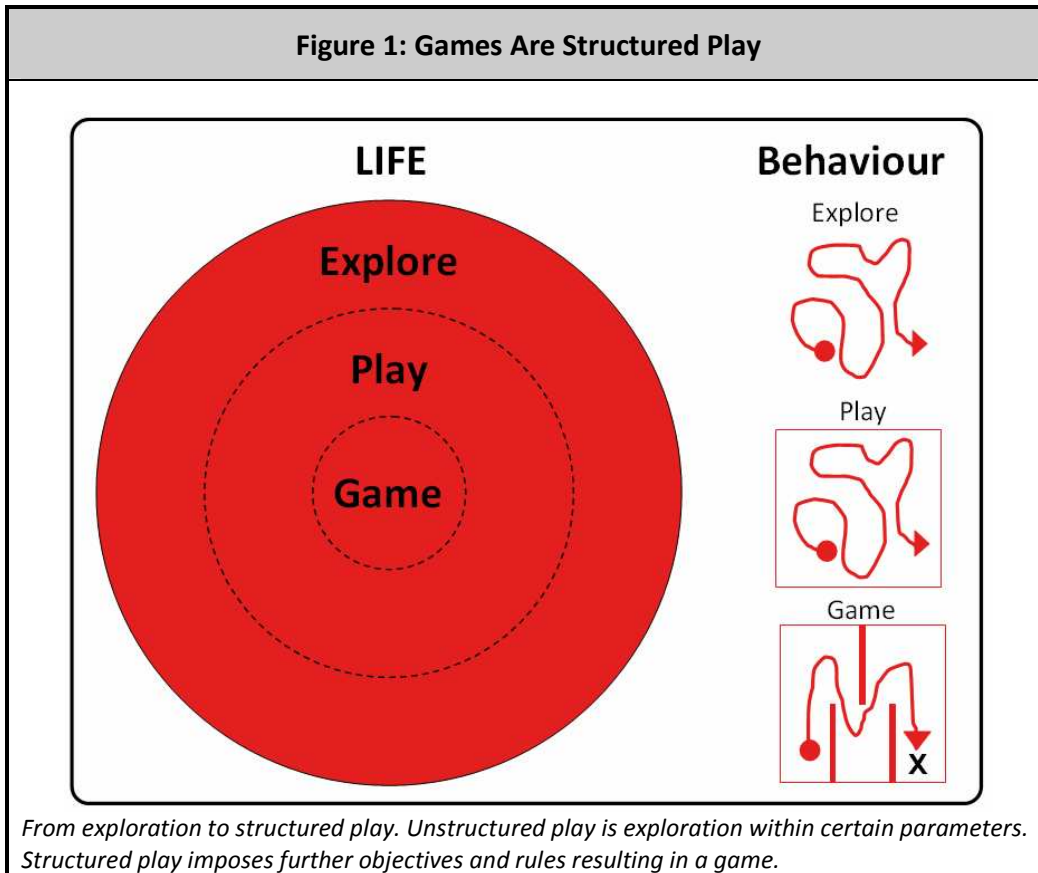 Figure 1: Games Are Structured Play
LIFE
Explore
Play
Game
Behaviour
Explore
Play
Game
X
From exploration to structured play. Unstructured play is exploration within certain parameters.
Structured play imposes further objectives and rules resulting in a game.